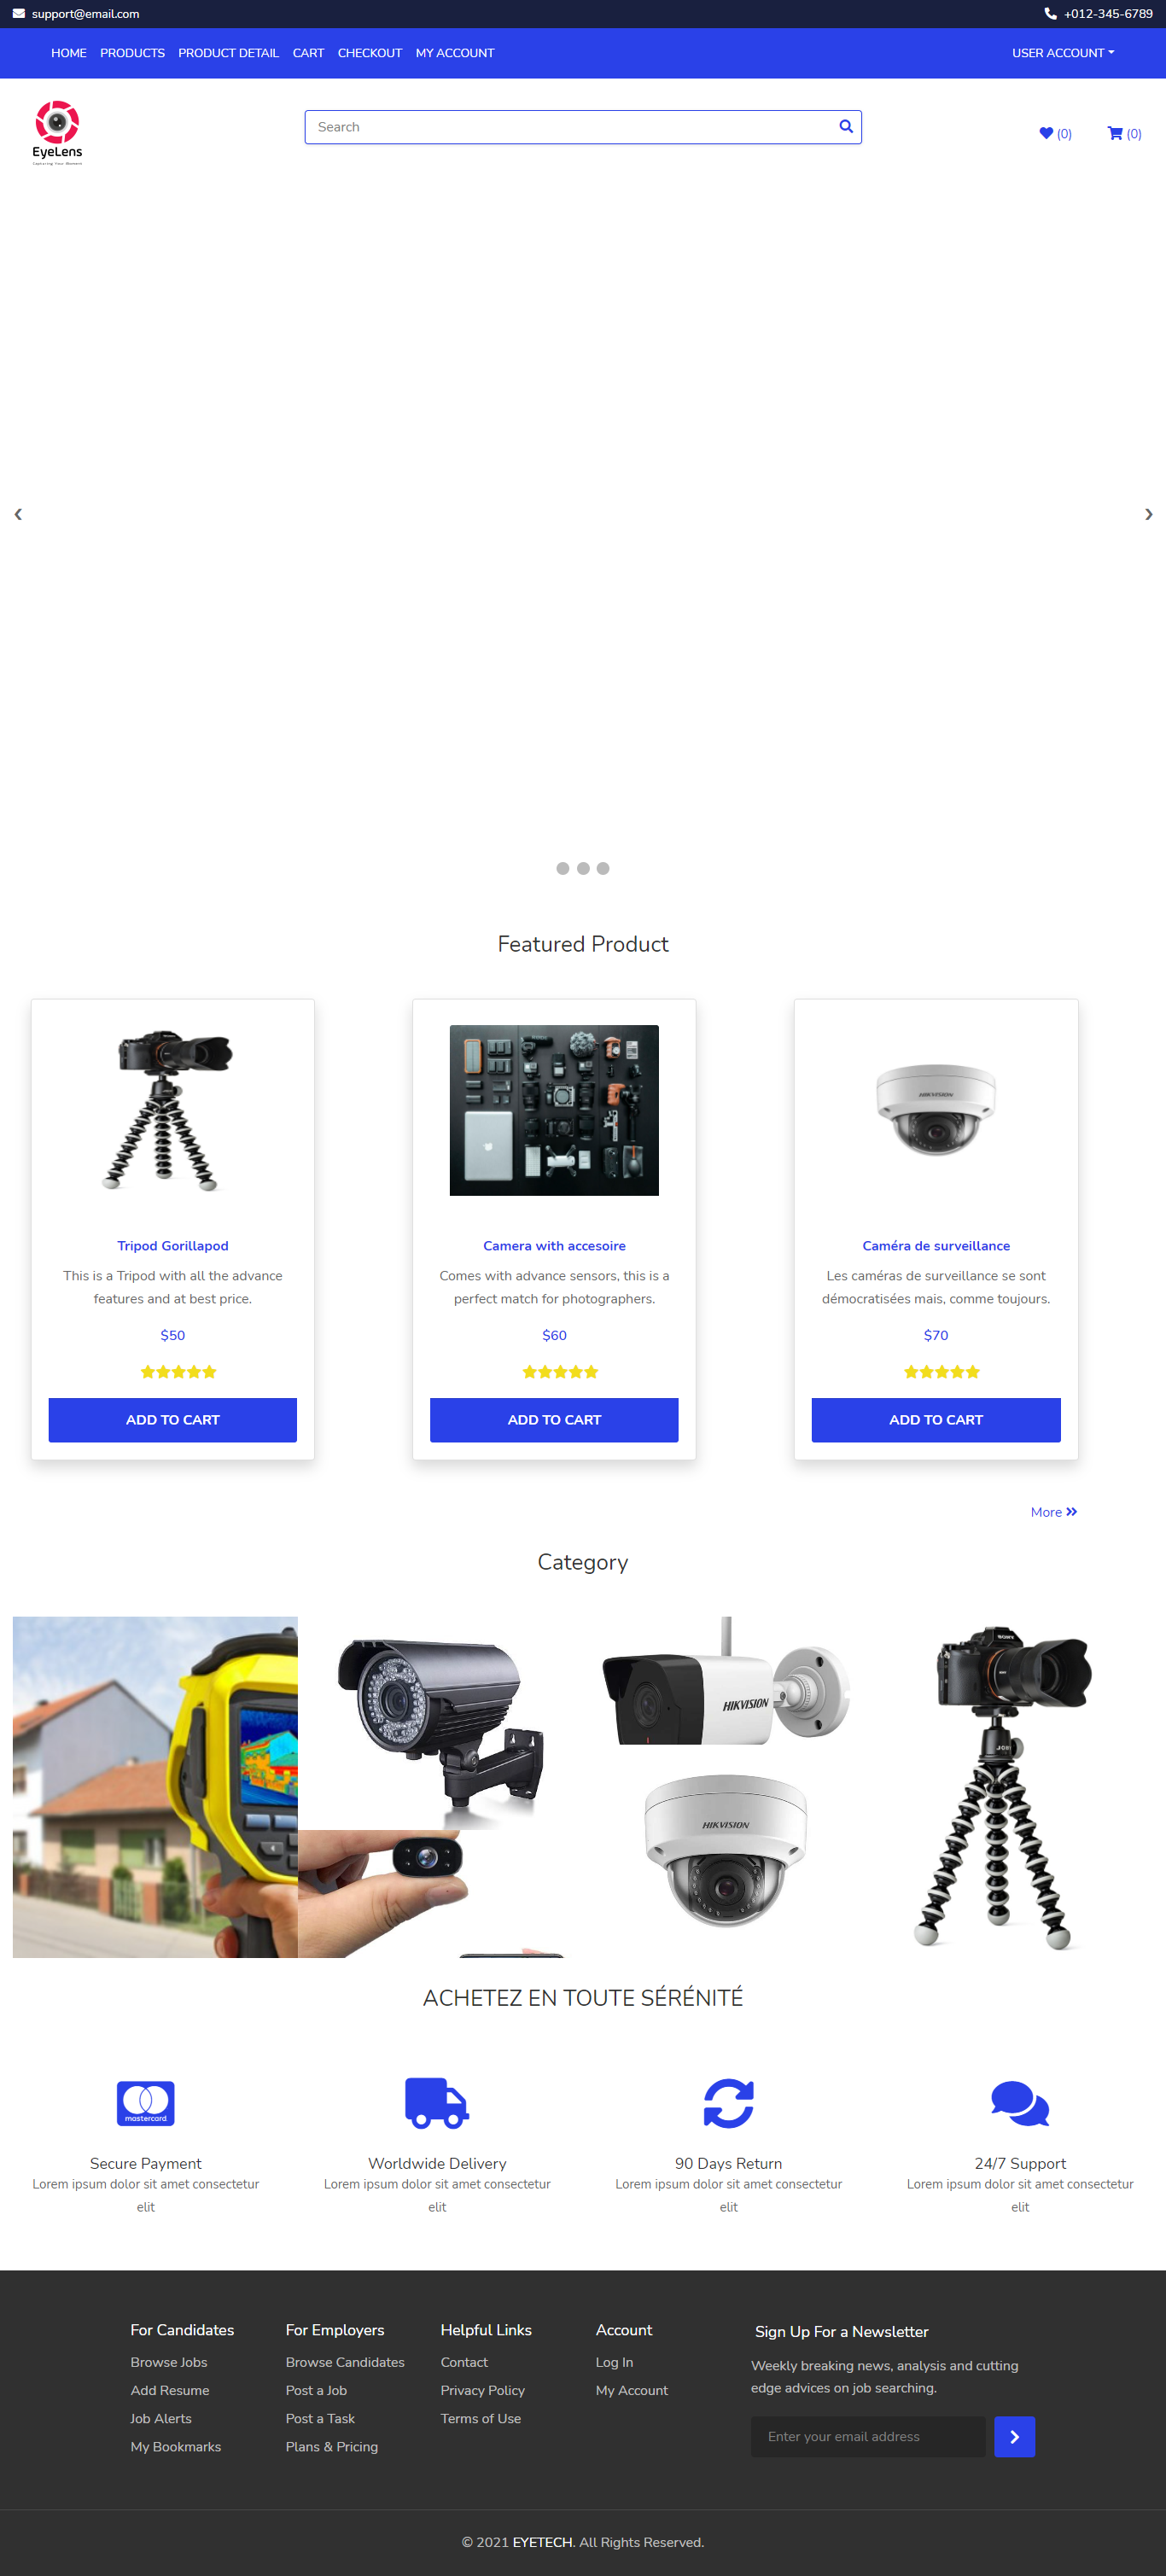 support@email.com
+012-345-6789
HOME PRODUCTS PRODUCT DETAIL CART CHECKOUT MY ACCOUNT
USER ACCOUNT
EyeLens
Capturing Your Moment
Search
(0)
(0)
Featured Product
Tripod Gorillapod
This is a Tripod with all the advance
features and at best price.
$50
ADD TO CART
HIKVISION
Camera with accesoire
Comes with advance sensors, this is a
perfect match for photographers.
$60
ADD TO CART
Caméra de surveillance
Les caméras de surveillance se sont
démocratisées mais, comme toujours.
$70
ADD TO CART
More
Category
HIKVISION
HIKVISION
SONY
ACHETEZ EN TOUTE SÉRÉNITÉ
mastercard
Secure Payment
Lorem ipsum dolor sit amet consectetur
elit
Worldwide Delivery
Lorem ipsum dolor sit amet consectetur
elit
90 Days Return
Lorem ipsum dolor sit amet consectetur
elit
24/7 Support
Lorem ipsum dolor sit amet consectetur
elit
For Candidates
Browse Jobs
Add Resume
Job Alerts
My Bookmarks
For Employers
Browse Candidates
Post a Job
Post a Task
Plans & Pricing
Helpful Links
Contact
Privacy Policy
Terms of Use
Account
Log In
My Account
Sign Up For a Newsletter
Weekly breaking news, analysis and cutting
edge advices on job searching.
Enter your email address
© 2021 EYETECH. All Rights Reserved.